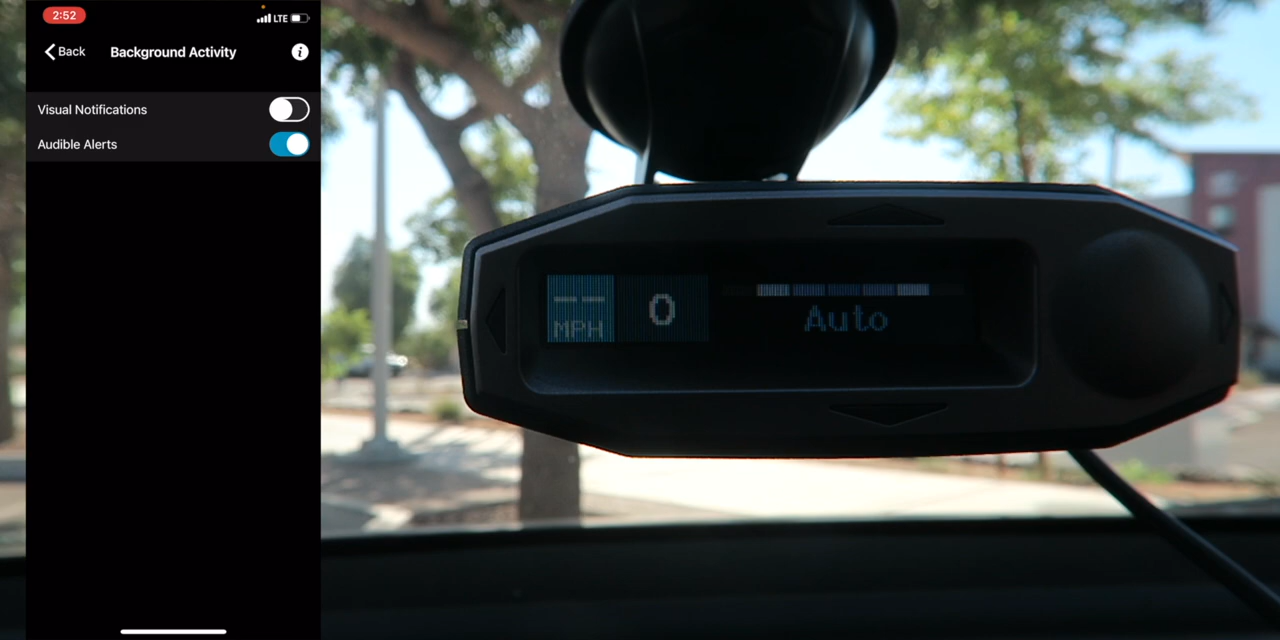 2:52
LTE
Back
Background Activity
Visual Notifications
Audible Alerts
-- --
MPH
0
Auto